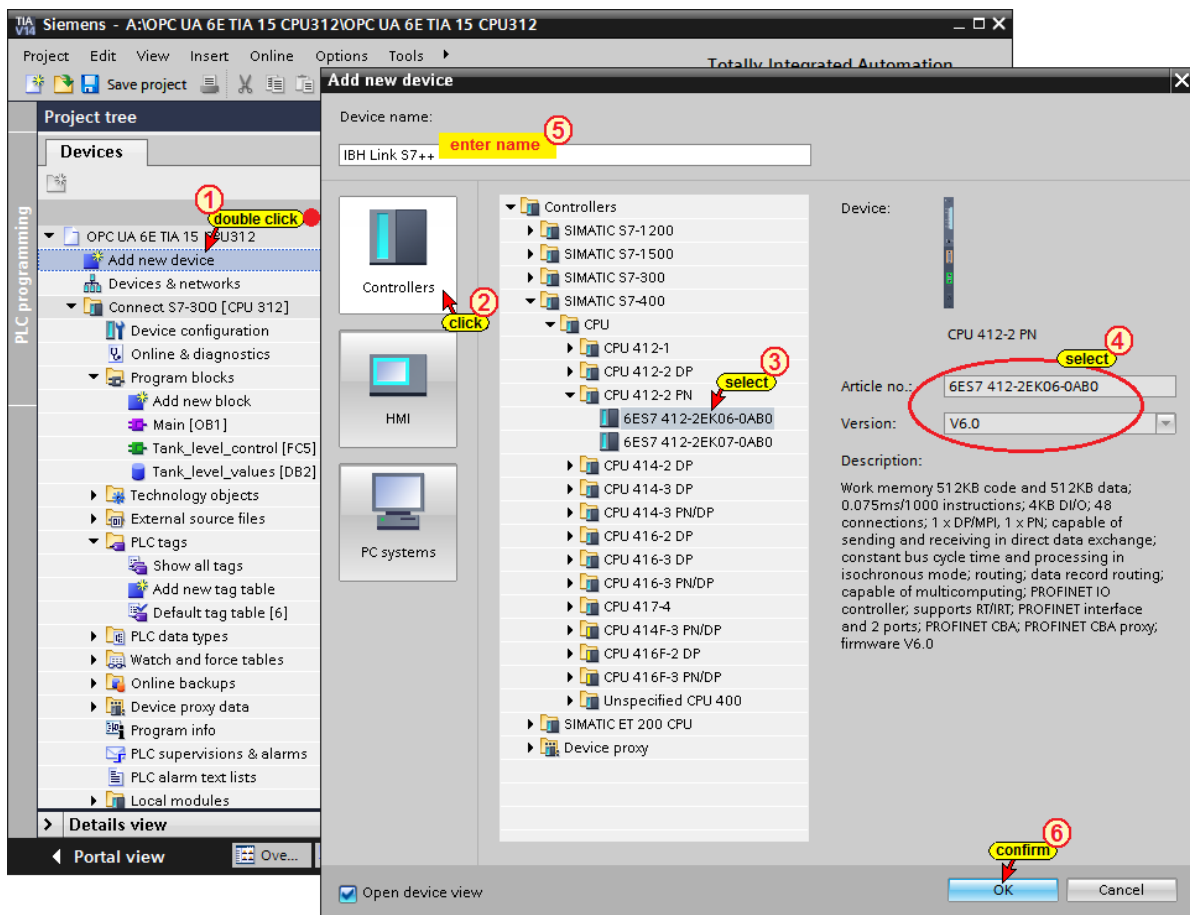 TIA V14
Siemens - A:\OPC UA 6E TIA 15 CPU312\OPC UA 6E TIA 15 CPU312
Project Edit View Insert Online Options Tools
Totally Integrated Automation
Save project
Project tree
Devices
PLC programming
1
double click
OPC UA 6E TIA 15 CPU312
Add new device
Devices & networks
Connect S7-300 [CPU 312]
Device configuration
Online & diagnostics
Program blocks
Add new block
Main [OB1]
Tank_level_control [FC5]
Tank_level_values [DB2]
Technology objects
External source files
PLC tags
Show all tags
Add new tag table
Default tag table [6]
PLC data types
Watch and force tables
Online backups
Device proxy data
Program info
PLC supervisions & alarms
PLC alarm text lists
Local modules
Details view
Portal view
Ove...
Add new device
Device name:
5
enter name
IBH Link S7++
Controllers
2
click
HMI
PC systems
Controllers
SIMATIC S7-1200
SIMATIC S7-1500
SIMATIC S7-300
SIMATIC S7-400
CPU
CPU 412-1
CPU 412-2 DP
CPU 412-2 PN
3
select
6ES7 412-2EK06-0AB0
6ES7 412-2EK07-0AB0
CPU 414-2 DP
CPU 414-3 DP
CPU 414-3 PN/DP
CPU 416-2 DP
CPU 416-3 DP
CPU 416-3 PN/DP
CPU 417-4
CPU 414F-3 PN/DP
CPU 416F-2 DP
CPU 416F-3 PN/DP
Unspecified CPU 400
SIMATIC ET 200 CPU
Device proxy
Device:
CPU 412-2 PN
4
select
Article no.: 6ES7 412-2EK06-0AB0
Version: V6.0
Description:
Work memory 512KB code and 512KB data;
0.075ms/1000 instructions; 4KB DI/O; 48
connections; 1 x DP/MPI, 1 x PN; capable of
sending and receiving in direct data exchange;
constant bus cycle time and processing in
isochronous mode; routing; data record routing;
capable of multicomputing; PROFINET IO
controller; supports RT/IRT; PROFINET interface
and 2 ports; PROFINET CBA; PROFINET CBA proxy;
firmware V6.0
6
confirm
Open device view
OK
Cancel